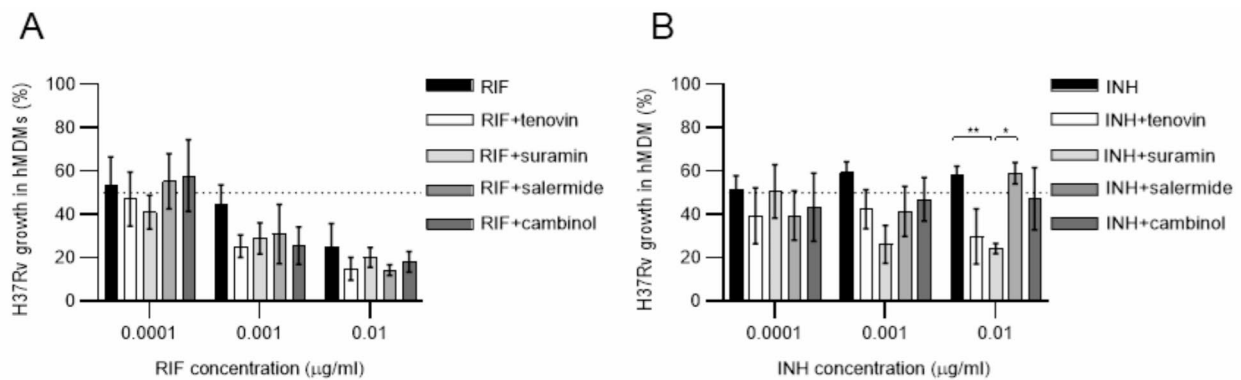 A
H37Rv growth in hMDMs (%)
100
80
60
40
20
0
0.0001
0.001
0.01
RIF concentration (µg/ml)
RIF
RIF+tenovin
RIF+suramin
RIF+salermide
RIF+cambinol
B
H37Rv growth in hMDM (%)
100
80
60
40
20
0
**
*
0.0001
0.001
0.01
INH concentration (µg/ml)
INH
INH+tenovin
INH+suramin
INH+salermide
INH+cambinol